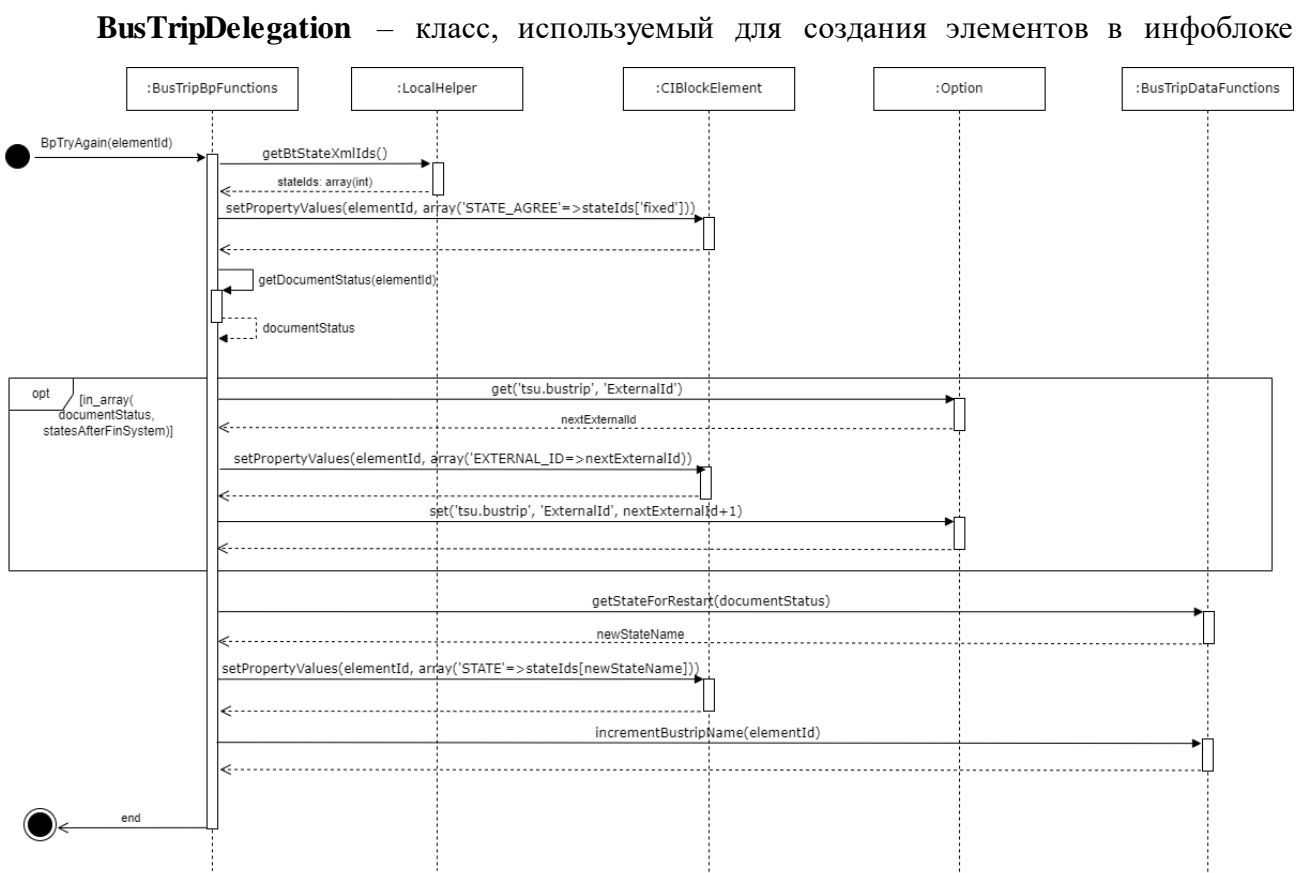 BusTripDelegation – класс, используемый для создания элементов в инфоблоке
:BusTripBpFunctions
:LocalHelper
:CIBlockElement
:Option
:BusTripDataFunctions
BpTryAgain(elementId)
getBtStateXmlIds()
stateIds: array(int)
setPropertyValues(elementId, array('STATE_AGREE'=>stateIds['fixed']))
getDocumentStatus(elementId)
documentStatus
opt
[in_array(
documentStatus,
statesAfterFinSystem)]
get('tsu.bustrip', 'ExternalId')
nextExternalId
setPropertyValues(elementId, array('EXTERNAL_ID=>nextExternalId))
set('tsu.bustrip', 'ExternalId', nextExternalId+1)
getStateForRestart(documentStatus)
newStateName
setPropertyValues(elementId, array('STATE'=>stateIds[newStateName]))
incrementBustripName(elementId)
end